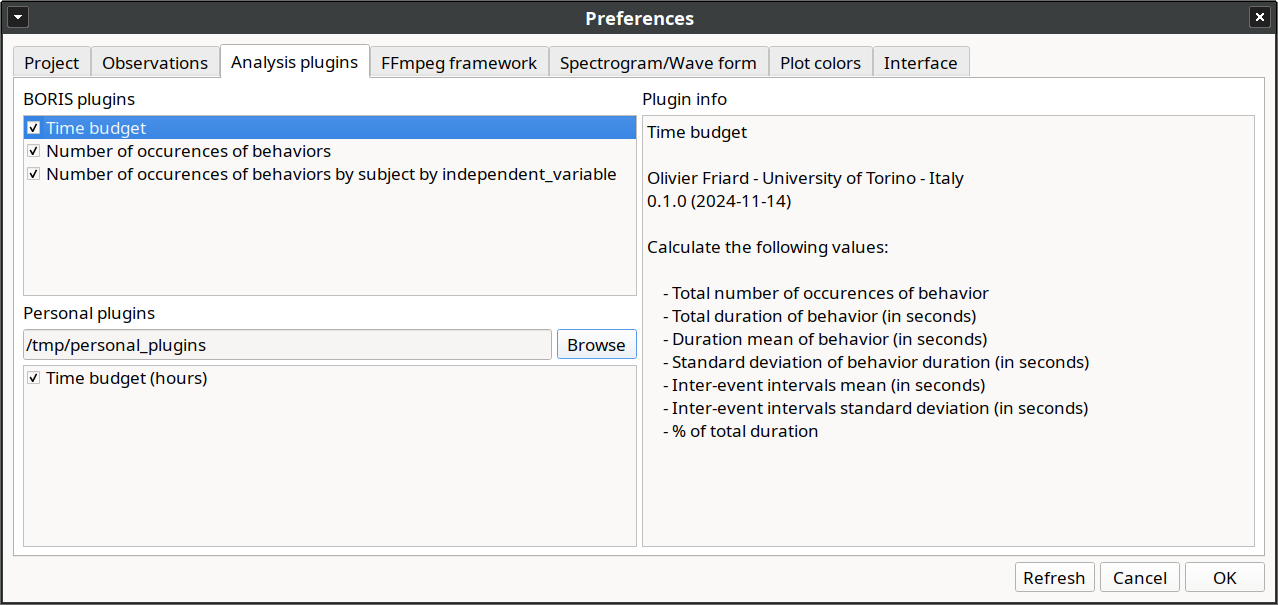 Preferences
Project
Observations
Analysis plugins
FFmpeg framework
Spectrogram/Wave form
Plot colors
Interface
BORIS plugins
Time budget
Number of occurences of behaviors
Number of occurences of behaviors by subject by independent_variable
Personal plugins
/tmp/personal_plugins
Browse
Time budget (hours)
Plugin info
Time budget
Olivier Friard - University of Torino - Italy
0.1.0 (2024-11-14)
Calculate the following values:
- Total number of occurences of behavior
- Total duration of behavior (in seconds)
- Duration mean of behavior (in seconds)
- Standard deviation of behavior duration (in seconds)
- Inter-event intervals mean (in seconds)
- Inter-event intervals standard deviation (in seconds)
- % of total duration
Refresh
Cancel
OK